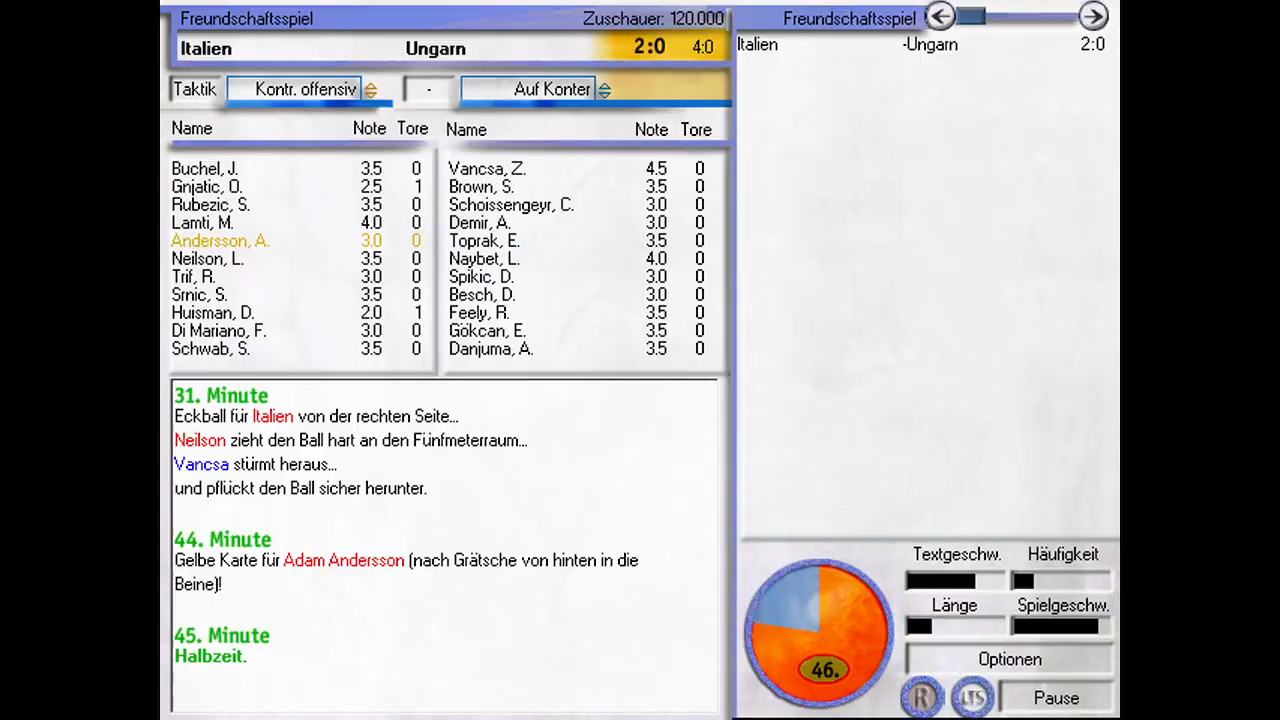 Freundschaftsspiel Zuschauer: 120.000
Italien Ungarn 2:0 4:0
Taktik Kontr. offensiv - Auf Konter
Name Note Tore Name Note Tore
Buchel, J. 3.5 0 Vancsa, Z. 4.5 0
Gnjatic, O. 2.5 1 Brown, S. 3.5 0
Rubezic, S. 3.5 0 Schoissengeyr, C. 3.0 0
Lamti, M. 4.0 0 Demir, A. 3.0 0
Andersson, A. 3.0 0 Toprak, E. 3.5 0
Neilson, L. 3.5 0 Naybet, L. 4.0 0
Trif, R. 3.0 0 Spikic, D. 3.0 0
Srnic, S. 3.5 0 Besch, D. 3.0 0
Huisman, D. 2.0 1 Feely, R. 3.5 0
Di Mariano, F. 3.0 0 Gökcan, E. 3.5 0
Schwab, S. 3.5 0 Danjuma, A. 3.5 0
31. Minute
Eckball für Italien von der rechten Seite...
Neilson zieht den Ball hart an den Fünfmeterraum...
Vancsa stürmt heraus...
und pflückt den Ball sicher herunter.
44. Minute
Gelbe Karte für Adam Andersson (nach Grätsche von hinten in die
Beine)!
45. Minute
Halbzeit.
Freundschaftsspiel
Italien -Ungarn 2:0
Textgeschw. Häufigkeit
Länge Spielgeschw.
46.
Optionen
R LTS Pause